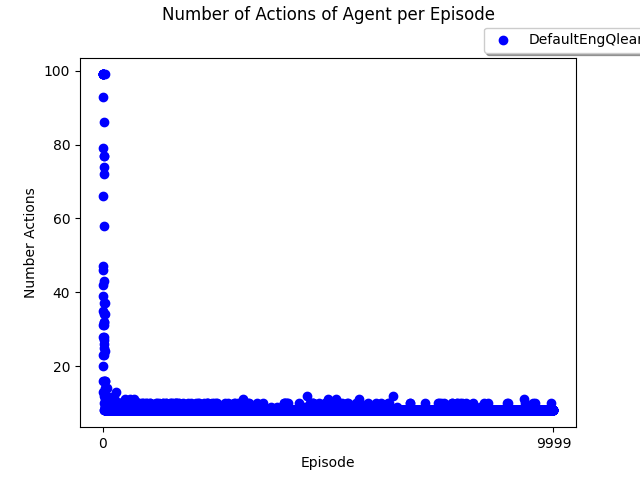 Number of Actions of Agent per Episode
DefaultEngQlear
100
80
60
40
20
Number Actions
0
9999
Episode